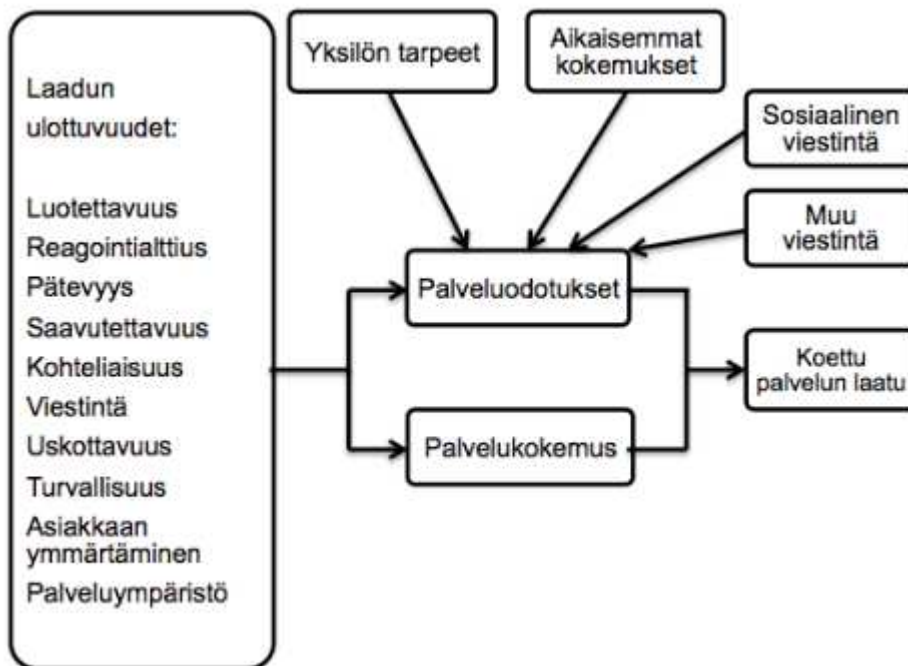 Laadun
ulottuvuudet:
Luotettavuus
Reagointialttius
Pätevyys
Saavutettavuus
Kohteliaisuus
Viestintä
Uskottavuus
Turvallisuus
Asiakkaan
ymmärtäminen
Palveluympäristö
Yksilön tarpeet
Aikaisemmat
kokemukset
Sosiaalinen
viestintä
Muu
viestintä
Palveluodotukset
Palvelukokemus
Koettu
palvelun laatu